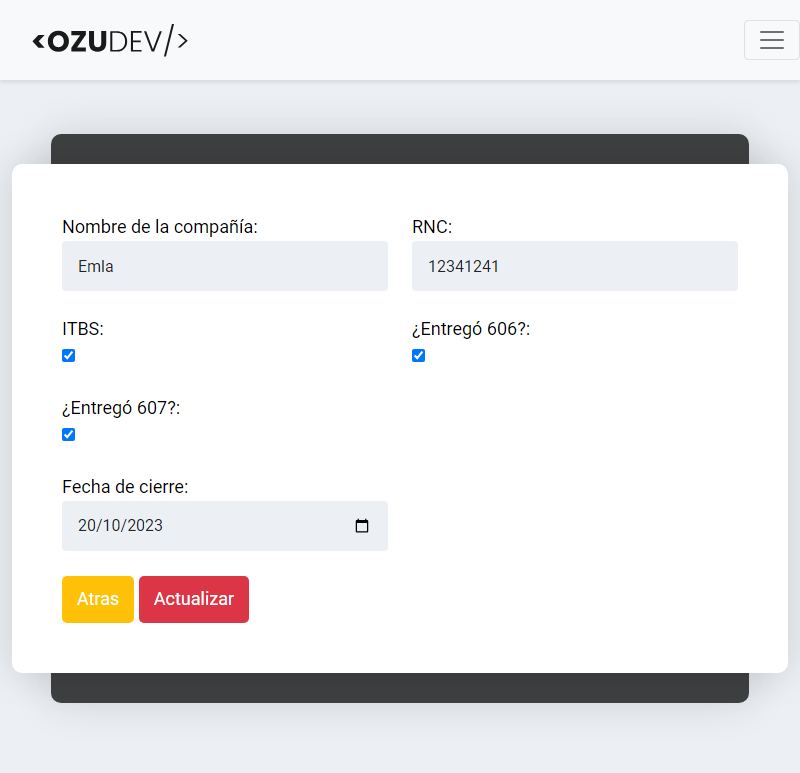 <OZUDEV/>
Nombre de la compañía:
Emla
RNC:
12341241
ITBS:
¿Entregó 606?:
¿Entregó 607?:
Fecha de cierre:
20/10/2023
Atras
Actualizar